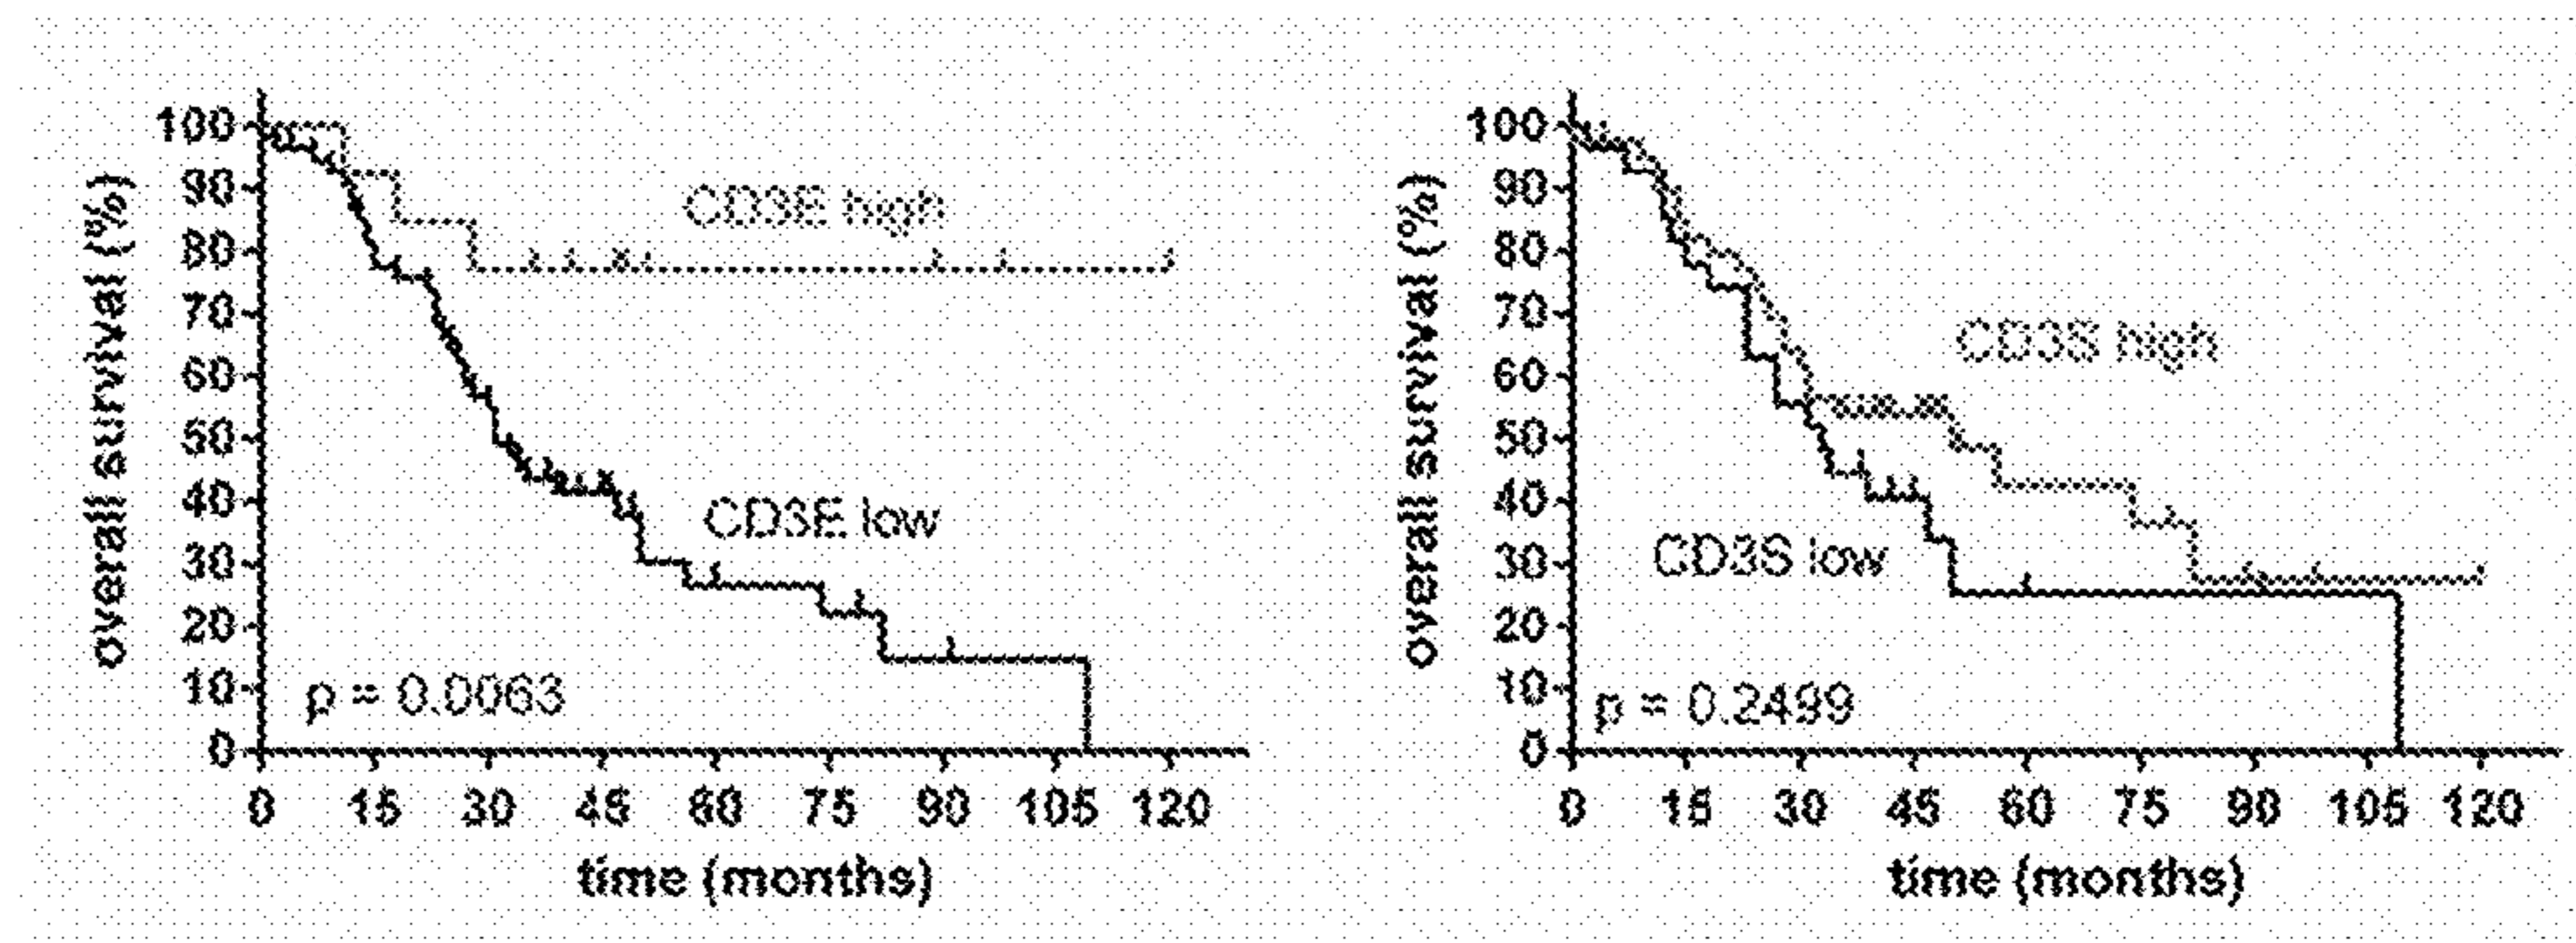 overall survival (%)
100
90
80
70
60
50
40
30
20
10
0
CD3E high
CD3E low
p = 0.0063
0 15 30 45 60 75 90 105 120
time (months)
overall survival (%)
100
90
80
70
60
50
40
30
20
10
0
CD3S high
CD3S low
p = 0.2499
0 15 30 45 60 75 90 105 120
time (months)